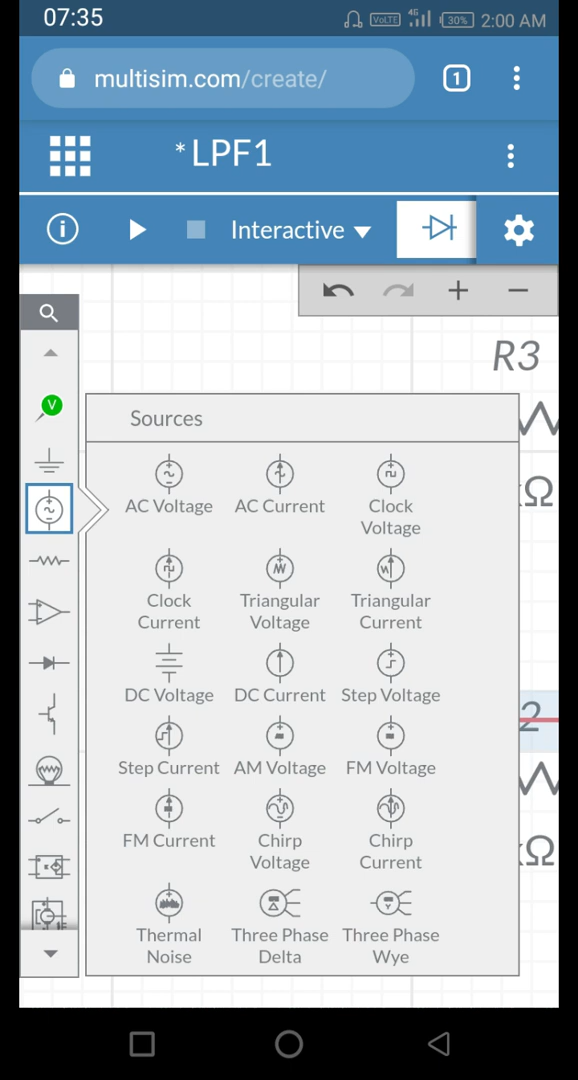 07:35
VoLTE 4G 30% 2:00 AM
multisim.com/create/
1
*LPF1
Interactive
R3
V
Sources
AC Voltage
AC Current
Clock
Voltage
Ω
Clock
Current
Triangular
Voltage
Triangular
Current
DC Voltage
DC Current
Step Voltage
2
Step Current
AM Voltage
FM Voltage
FM Current
Chirp
Voltage
Chirp
Current
Ω
Thermal
Noise
Three Phase
Delta
Three Phase
Wye